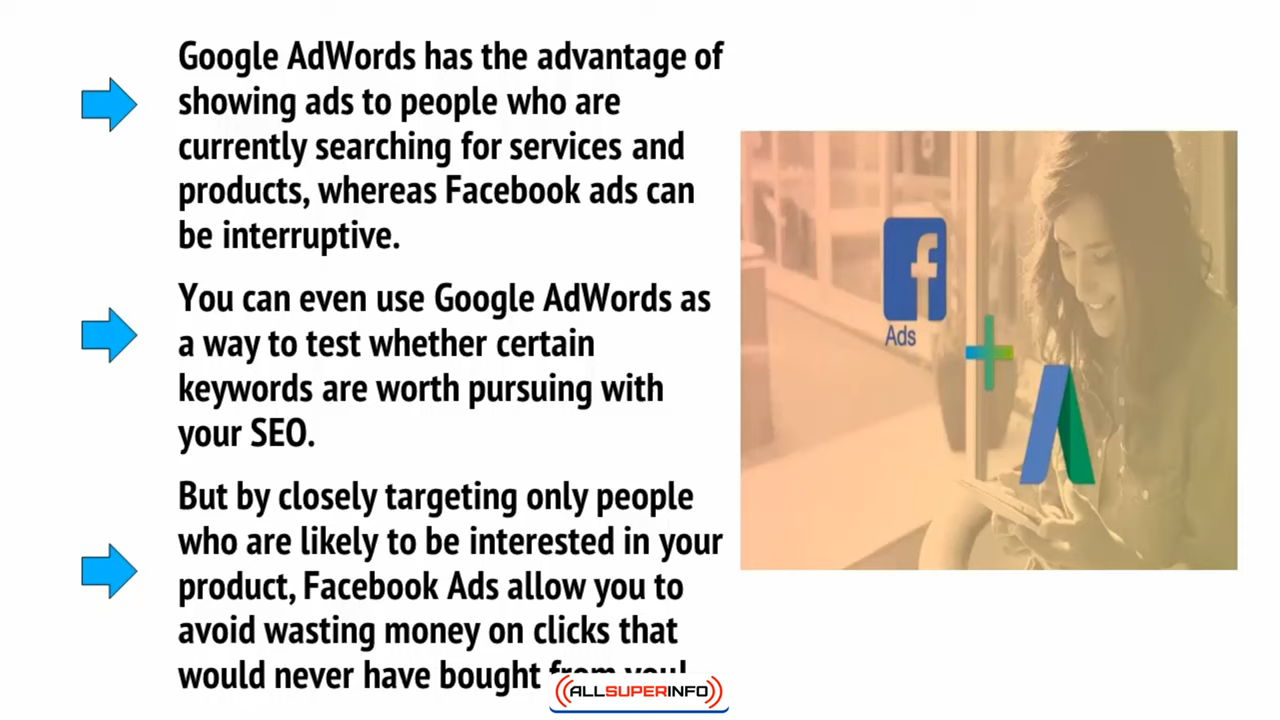 Google AdWords has the advantage of
showing ads to people who are
currently searching for services and
products, whereas Facebook ads can
be interruptive.
You can even use Google AdWords as
a way to test whether certain
keywords are worth pursuing with
your SEO.
But by closely targeting only people
who are likely to be interested in your
product, Facebook Ads allow you to
avoid wasting money on clicks that
would never have bought from you!
f
Ads
ALLSUPERINFO